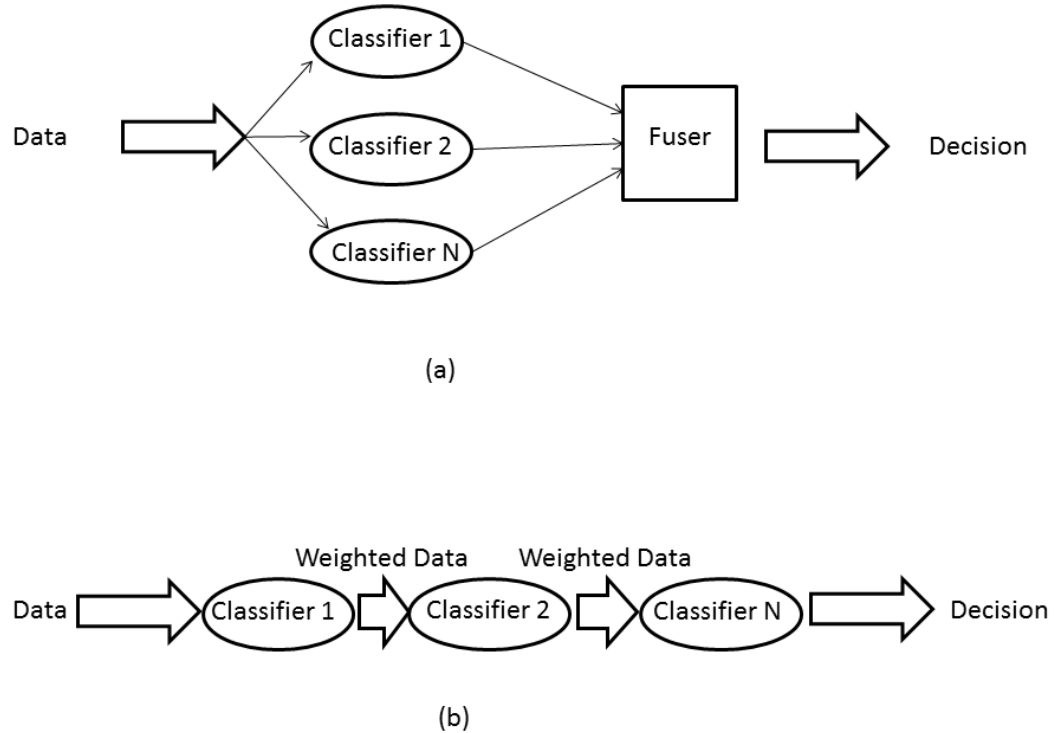 Classifier 1
Data
Classifier 2
Fuser
Decision
Classifier N
(a)
Weighted Data
Weighted Data
Data
Classifier 1
Classifier 2
Classifier N
Decision
(b)